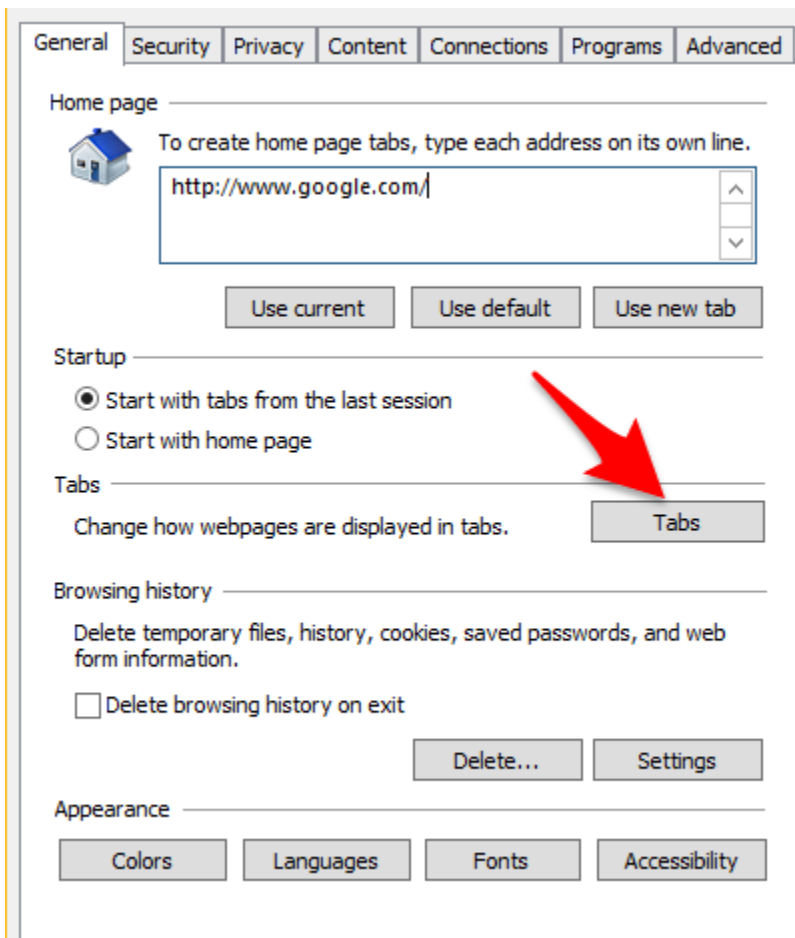 General Security Privacy Content Connections Programs Advanced
Home page
To create home page tabs, type each address on its own line.
http://www.google.com/
Use current Use default Use new tab
Startup
Start with tabs from the last session
Start with home page
Tabs
Change how webpages are displayed in tabs. Tabs
Browsing history
Delete temporary files, history, cookies, saved passwords, and web
form information.
Delete browsing history on exit
Delete... Settings
Appearance
Colors Languages Fonts Accessibility